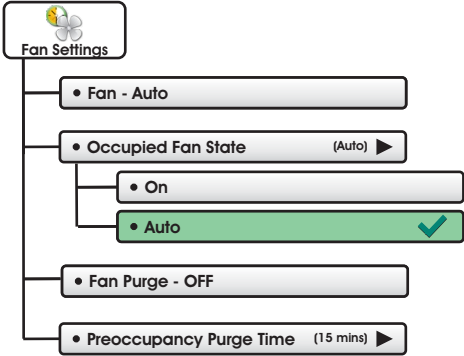 Fan Settings
• Fan - Auto
• Occupied Fan State (Auto) ▶
• On
• Auto
• Fan Purge - OFF
• Preoccupancy Purge Time (15 mins) ▶